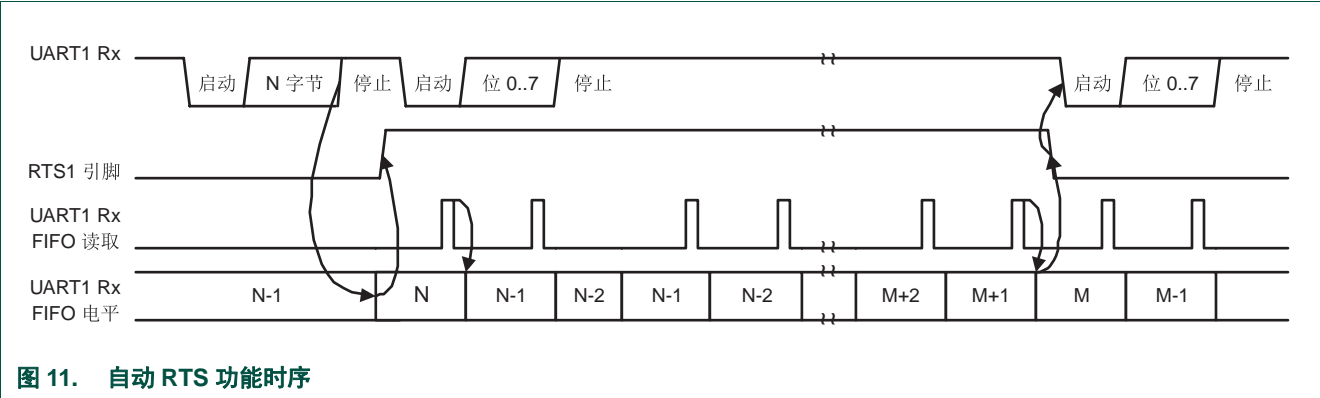 UART1 Rx
启动
N 字节
停止
启动
位 0..7
停止
启动
位 0..7
停止
RTS1 引脚
UART1 Rx
FIFO 读取
UART1 Rx
FIFO 电平
N-1
N
N-1
N-2
N-1
N-2
M+2
M+1
M
M-1
图 11. 自动 RTS 功能时序